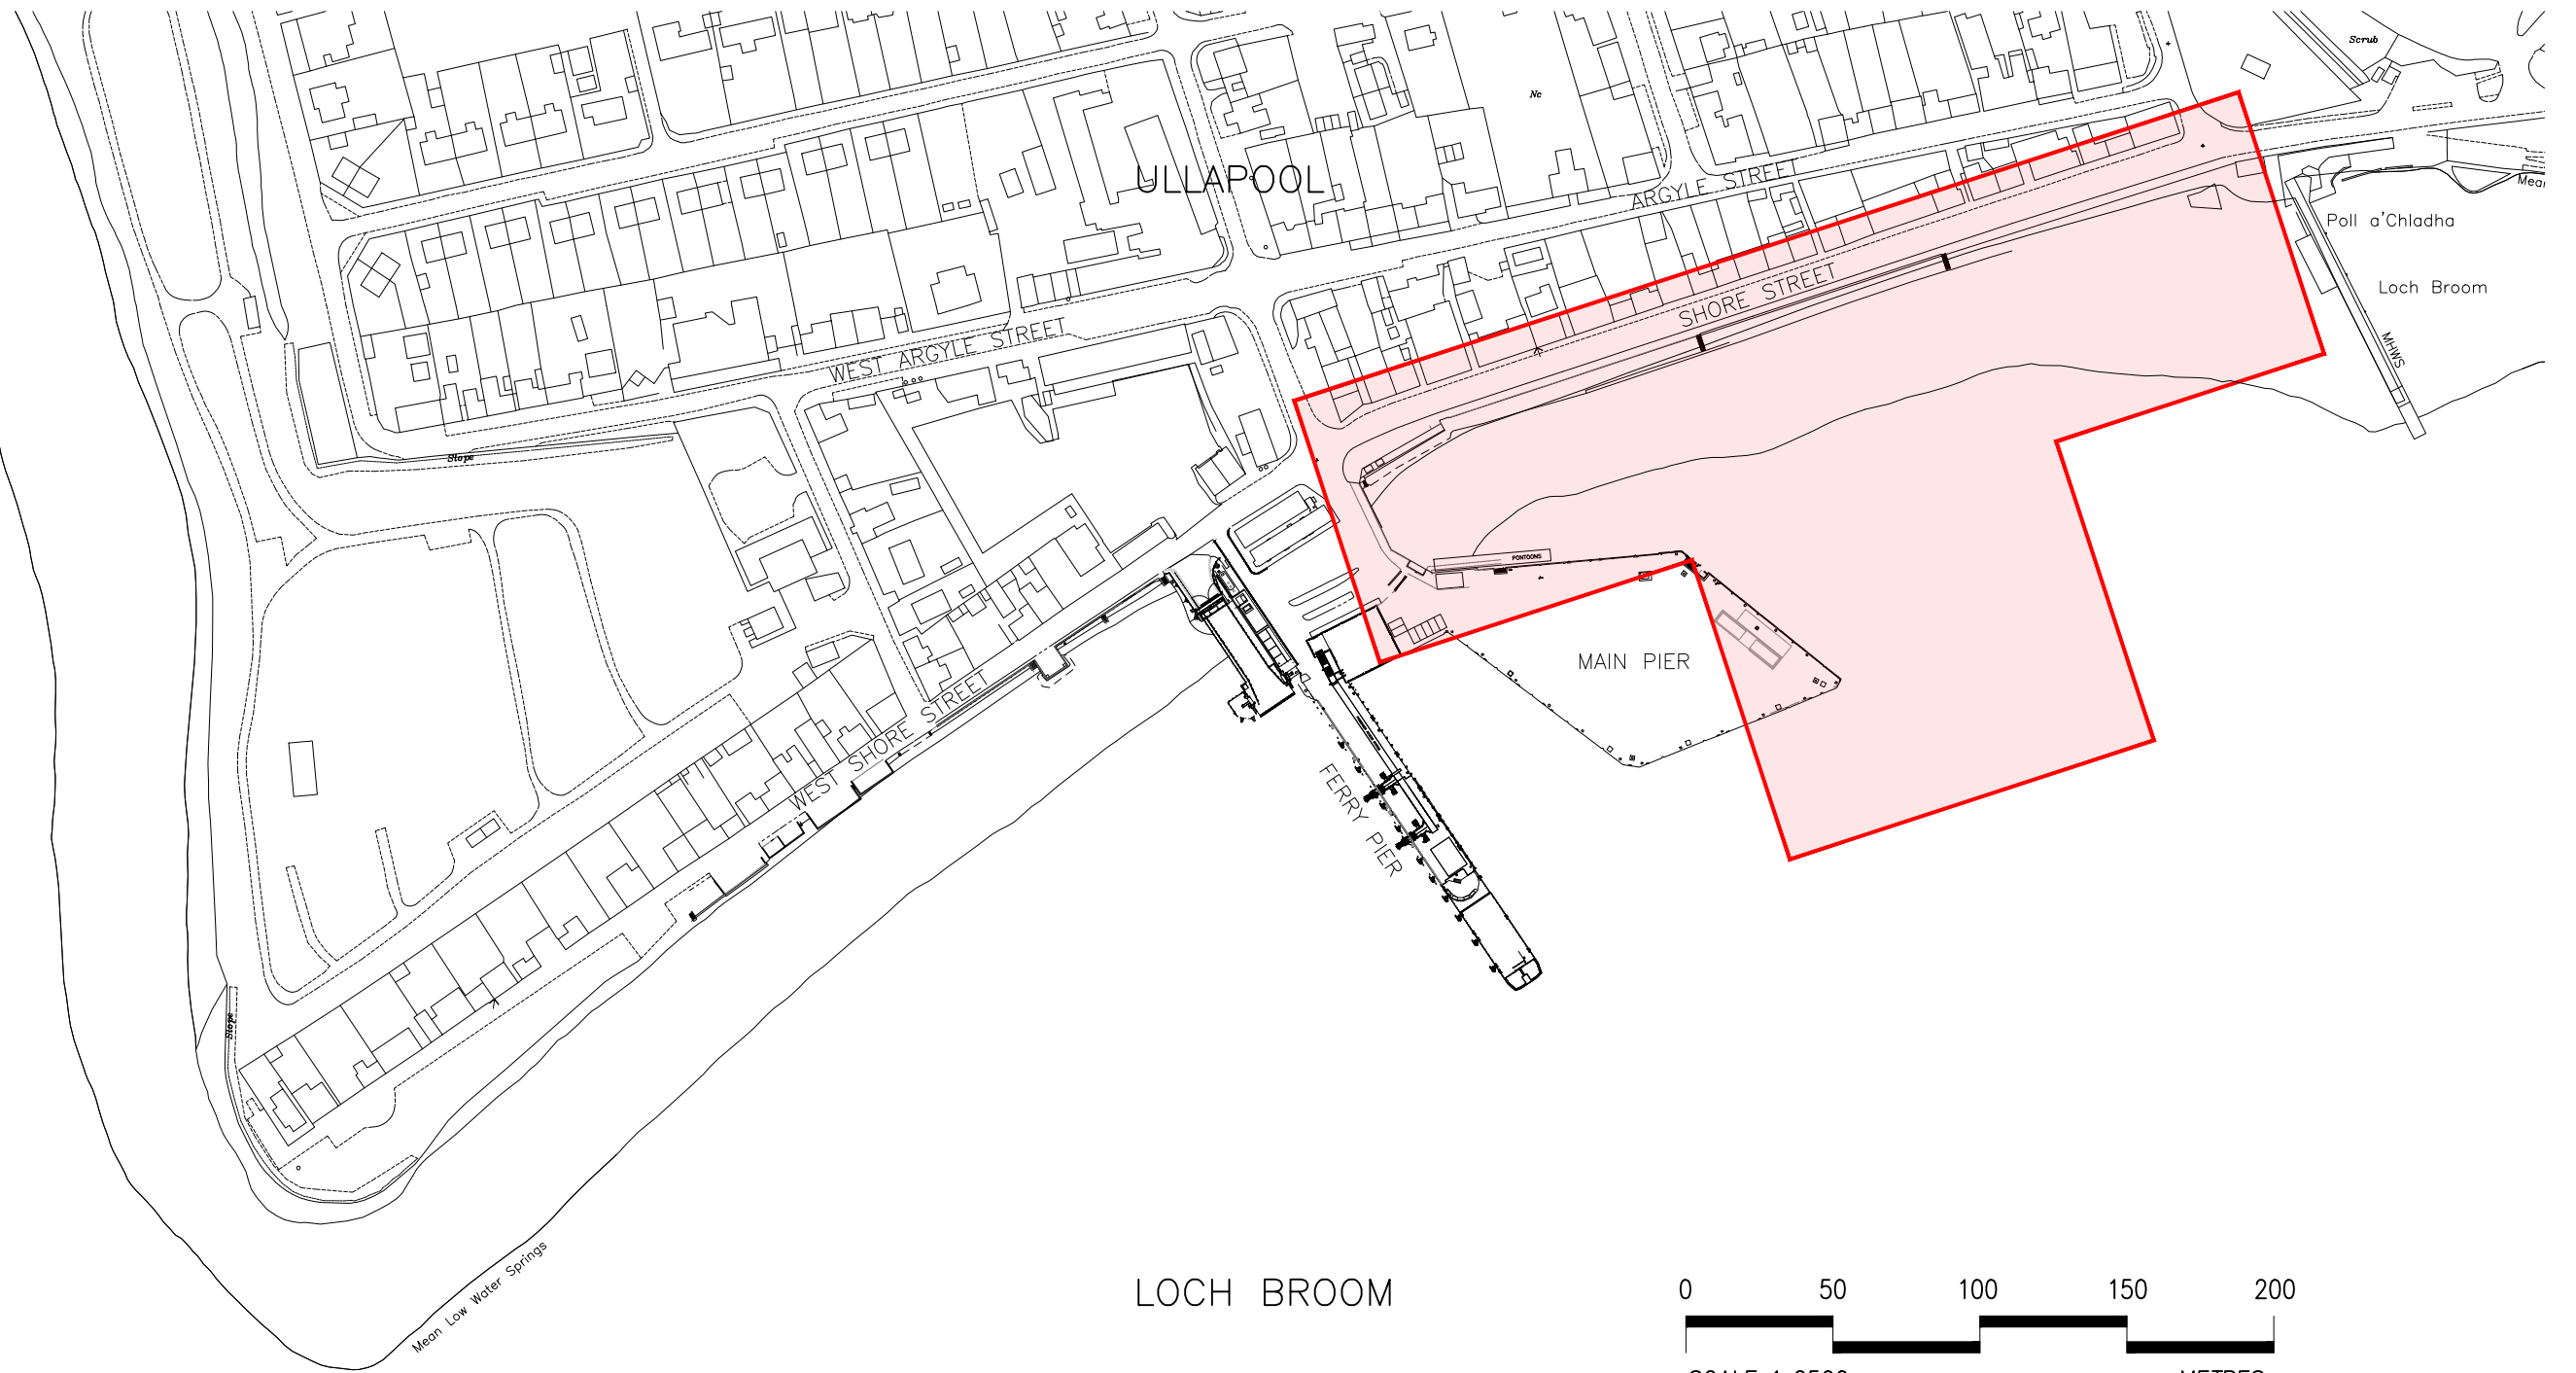 Scrub
Nc
ULLAPOOL
ARGYLE STREET
Poll a'Chladha
Loch Broom
SHORE STREET
MHWS
WEST ARGYLE STREET
Slope
PONTOONS
MAIN PIER
WEST SHORE STREET
FERRY PIER
Slope
Mean Low Water Springs
LOCH BROOM
0 50 100 150 200